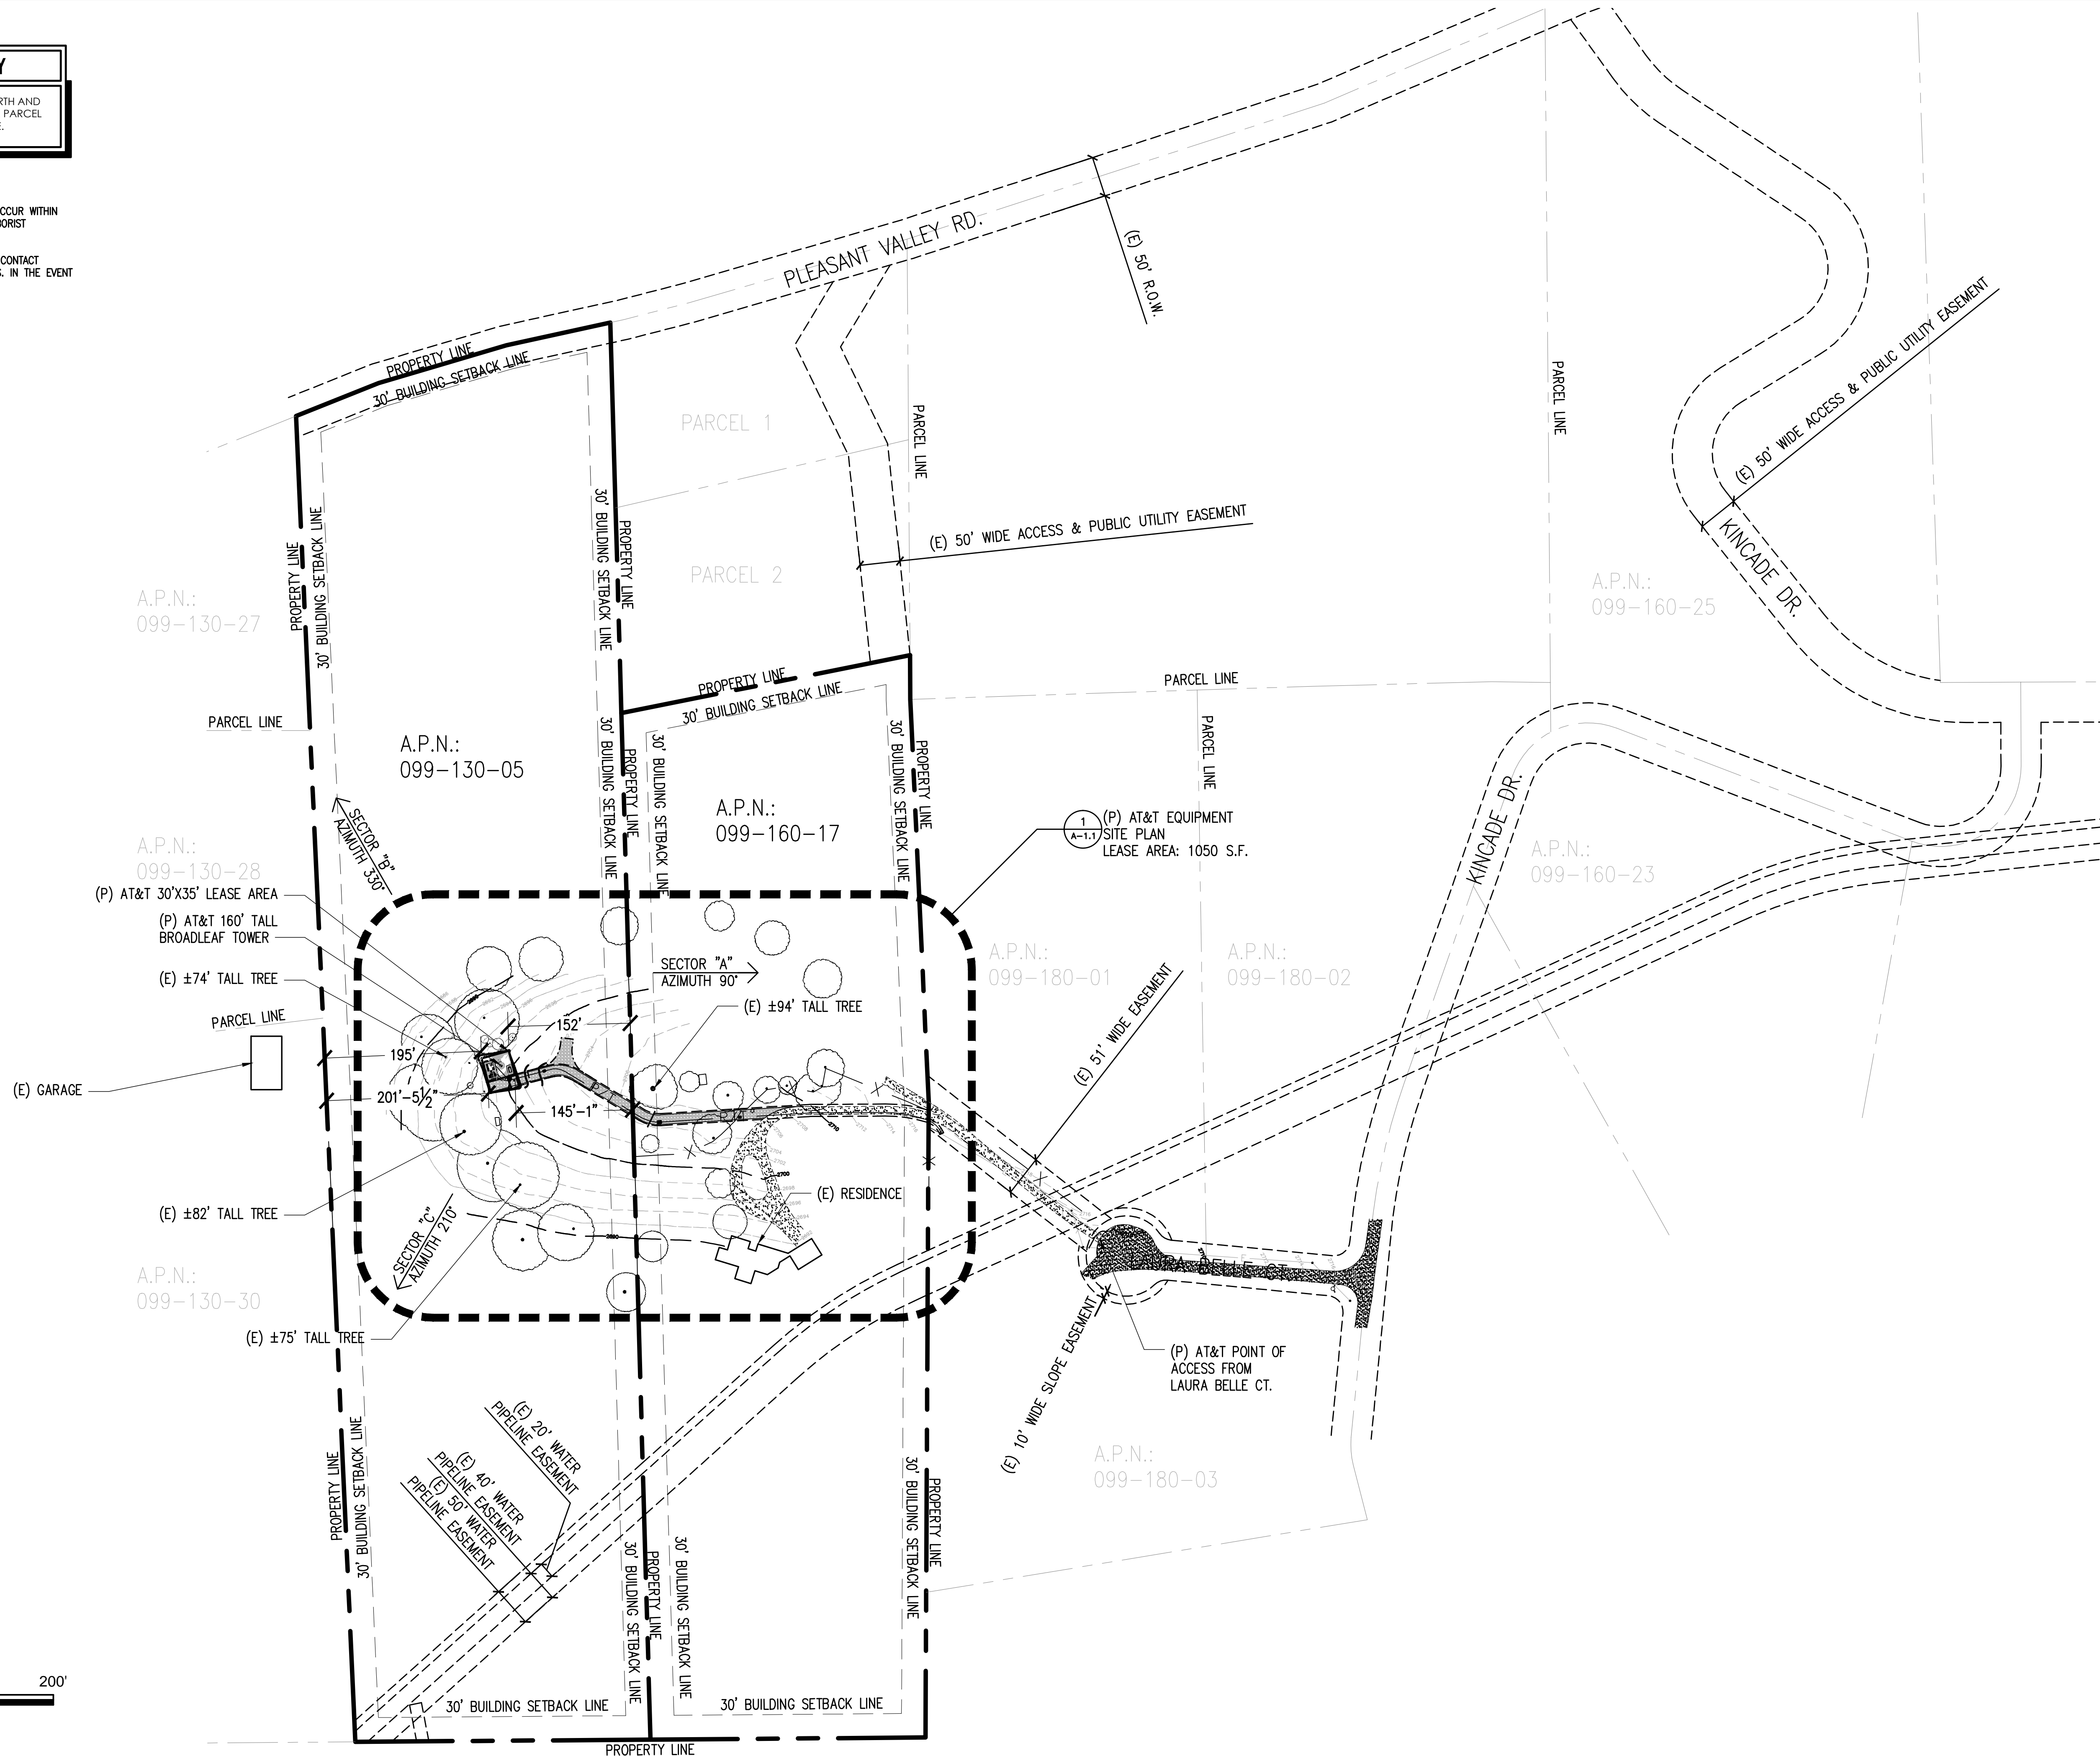 Y
RTH AND
PARCEL
E.
CCUR WITHIN
BORIST
CONTACT
S. IN THE EVENT
PLEASANT VALLEY RD.
(E) 50' R.O.W.
PROPERTY LINE
30' BUILDING SETBACK LINE
PARCEL 1
PARCEL LINE
PARCEL LINE
(E) 50' WIDE ACCESS & PUBLIC UTILITY EASEMENT
KINCADE DR.
30' BUILDING SETBACK LINE
PROPERTY LINE
30' BUILDING SETBACK LINE
PROPERTY LINE
(E) 50' WIDE ACCESS & PUBLIC UTILITY EASEMENT
PARCEL 2
A.P.N.:
099-130-27
A.P.N.:
099-160-25
PROPERTY LINE
30' BUILDING SETBACK LINE
PARCEL LINE
PARCEL LINE
PARCEL LINE
A.P.N.:
099-130-05
30' BUILDING SETBACK LINE
PROPERTY LINE
30' BUILDING SETBACK LINE
30' BUILDING SETBACK LINE
PROPERTY LINE
A.P.N.:
099-160-17
1
A-1.1
(P) AT&T EQUIPMENT
SITE PLAN
LEASE AREA: 1050 S.F.
KINCADE DR.
A.P.N.:
099-160-23
A.P.N.:
099-130-28
SECTOR "B"
AZIMUTH 330°
(P) AT&T 30'X35' LEASE AREA
(P) AT&T 160' TALL
BROADLEAF TOWER
(E) ±74' TALL TREE
SECTOR "A"
AZIMUTH 90°
(E) ±94' TALL TREE
A.P.N.:
099-180-01
A.P.N.:
099-180-02
(E) 51' WIDE EASEMENT
PARCEL LINE
(E) GARAGE
152'
195'
201'-5½"
145'-1"
2710
2700
2680
(E) RESIDENCE
(E) ±82' TALL TREE
SECTOR "C"
AZIMUTH 210°
A.P.N.:
099-130-30
(E) ±75' TALL TREE
BELLE CT.
(E) 10' WIDE SLOPE EASEMENT
(P) AT&T POINT OF
ACCESS FROM
LAURA BELLE CT.
(E) 20' WATER
PIPELINE EASEMENT
(E) 40' WATER
PIPELINE EASEMENT
(E) 50' WATER
PIPELINE EASEMENT
A.P.N.:
099-180-03
PROPERTY LINE
30' BUILDING SETBACK LINE
30' BUILDING SETBACK LINE
PROPERTY LINE
30' BUILDING SETBACK LINE
30' BUILDING SETBACK LINE
PROPERTY LINE
200'
30' BUILDING SETBACK LINE
30' BUILDING SETBACK LINE
PROPERTY LINE